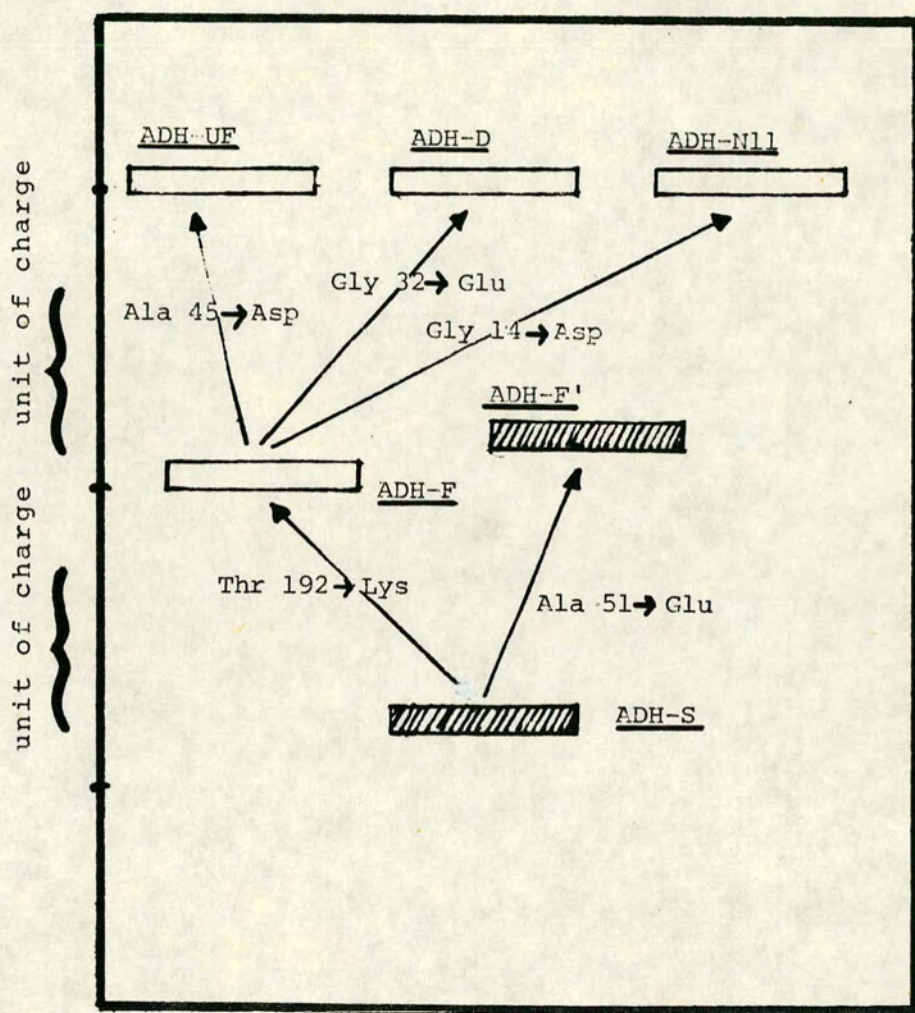 ADH-UF
ADH-D
ADH-N11
unit of charge
Gly 32→Glu
Ala 45→Asp
Gly 14→Asp
ADH-F'
ADH-F
unit of charge
Thr 192→Lys
Ala 51→Glu
ADH-S